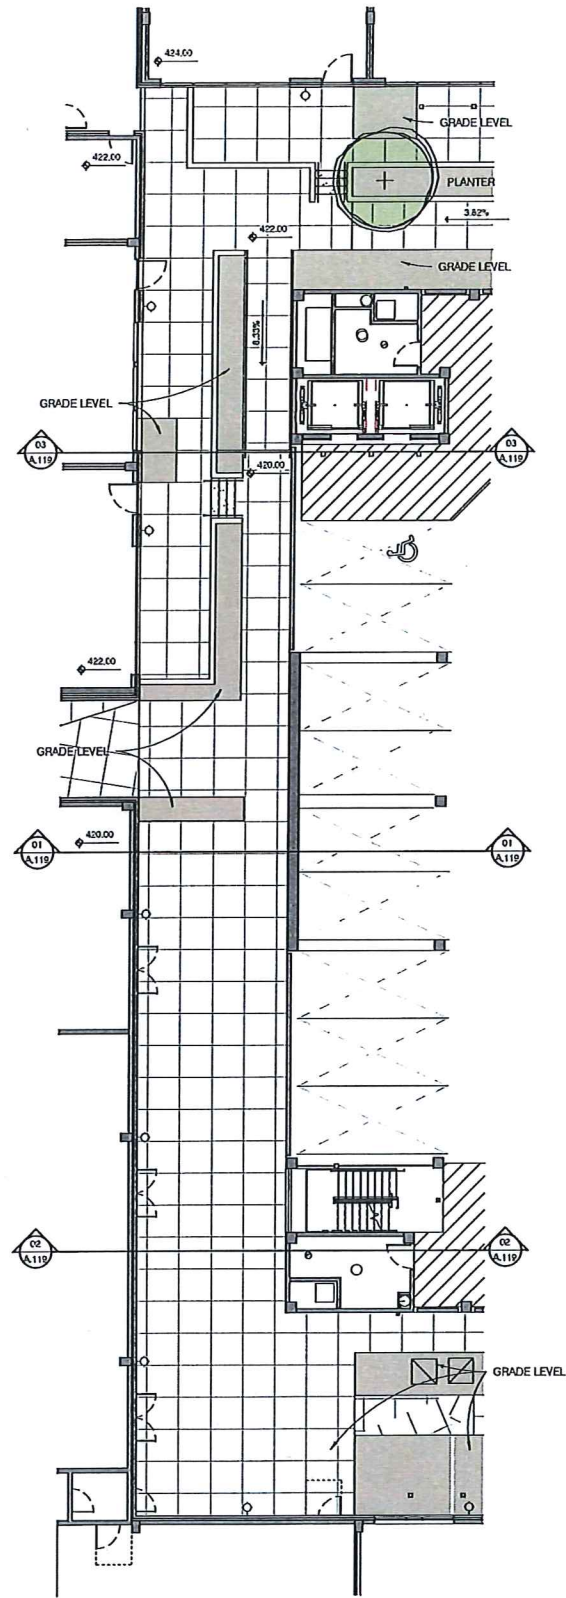 424.00
GRADE LEVEL
422.00
PLANTER
3.82%
422.00
GRADE LEVEL
8.33%
GRADE LEVEL
03
A.119
03
A.119
420.00
422.00
GRADE LEVEL
420.00
01
A.119
01
A.119
02
A.119
02
A.119
GRADE LEVEL